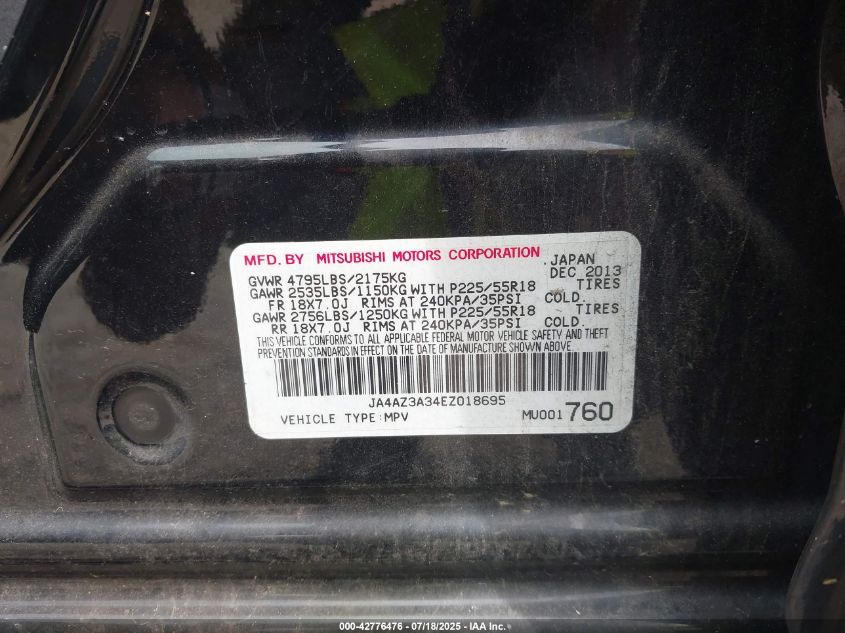 MFD. BY MITSUBISHI MOTORS CORPORATION .JAPAN
GVWR 4795LBS/2175KG DEC 2013
GAWR 2535LBS/1150KG WITH P225/55R18 TIRES
FR 18X7.0J RIMS AT 240KPA/35PSI COLD.
GAWR 2756LBS/1250KG WITH P225/55R18 TIRES
RR 18X7.0J RIMS AT 240KPA/35PSI COLD.
THIS VEHICLE CONFORMS TO ALL APPLICABLE FEDERAL MOTOR VEHICLE SAFETY AND THEFT
PREVENTION STANDARDS IN EFFECT ON THE DATE OF MANUFACTURE SHOWN ABOVE.
JA4AZ3A34EZ018695
VEHICLE TYPE:MPV MU001760
000-42776476 - 07/18/2025 - IAA Inc.